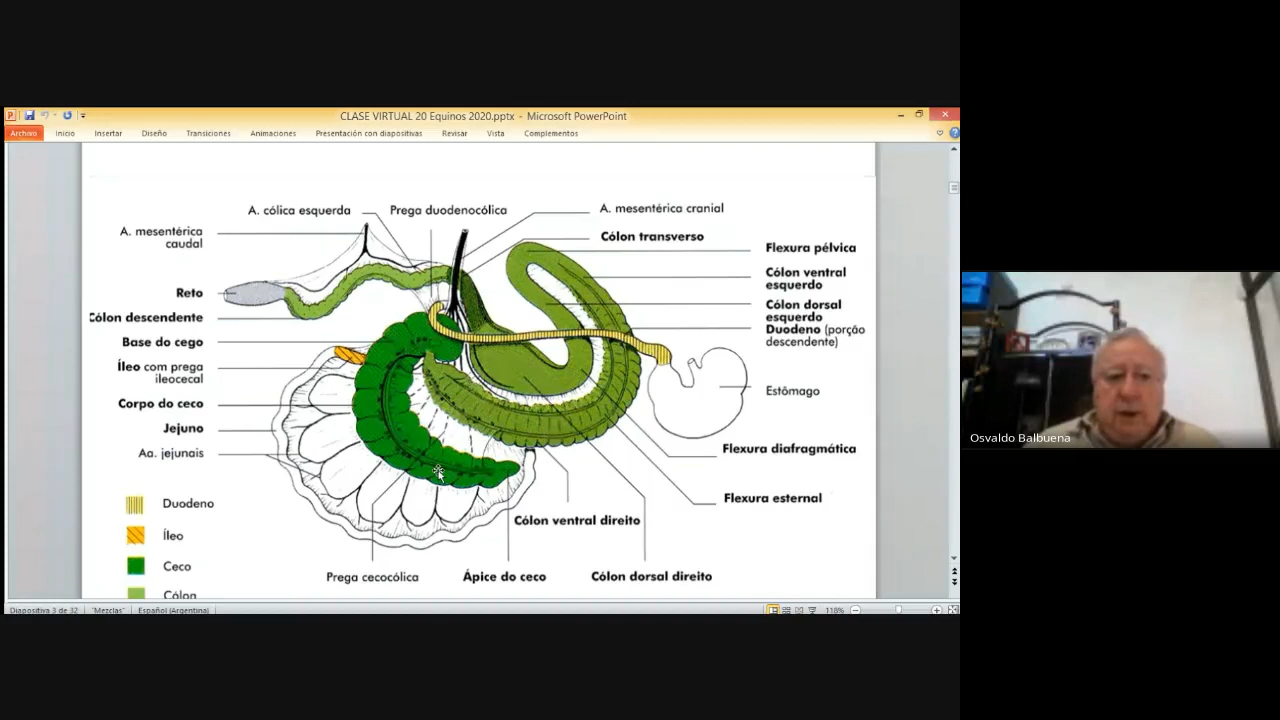 CLASE VIRTUAL 20 Equinos 2020.pptx - Microsoft PowerPoint
Archivo Inicio Insertar Diseño Transiciones Animaciones Presentación con diapositivas Revisar Vista Complementos
A. cólica esquerda
Prega duodenocólica
A. mesentérica cranial
A. mesentérica
caudal
Cólon transverso
Flexura pélvica
Cólon ventral
esquerdo
Reto
Cólon dorsal
esquerdo
Cólon descendente
Duodeno (porção
descendente)
Base do cego
Íleo com prega
ileocecal
Estômago
Corpo do ceco
Jejuno
Aa. jejunais
Flexura diafragmática
Flexura esternal
Duodeno
Cólon ventral direito
Íleo
Ceco
Prega cecocólica
Ápice do ceco
Cólon dorsal direito
Cólon
Diapositiva 3 de 32 "Mezclas" Español (Argentina) 118%
Osvaldo Balbuena